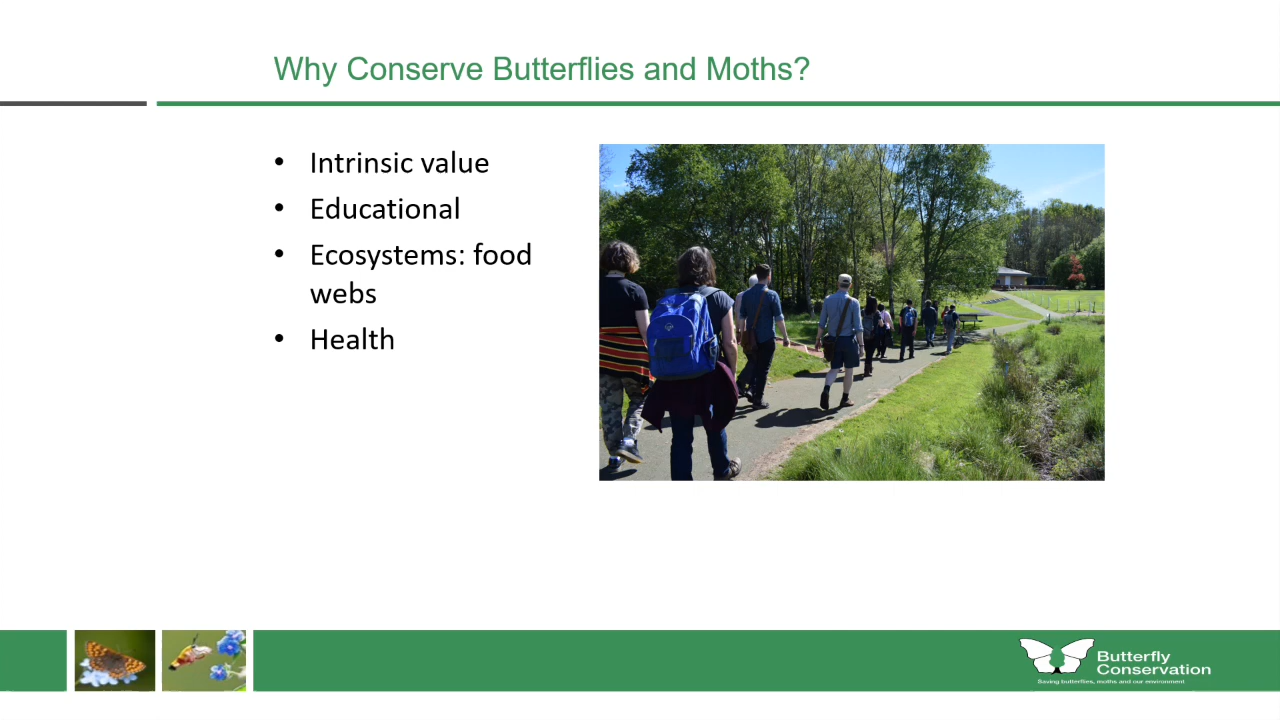 Why Conserve Butterflies and Moths?
• Intrinsic value
• Educational
• Ecosystems: food
webs
• Health
Butterfly
Conservation
Saving butterflies, moths and our environment